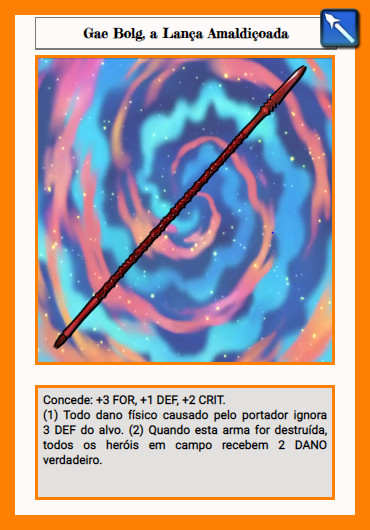 Gae Bolg, a Lança Amaldiçoada
Concede: +3 FOR, +1 DEF, +2 CRIT.
(1) Todo dano físico causado pelo portador ignora
3 DEF do alvo. (2) Quando esta arma for destruída,
todos os heróis em campo recebem 2 DANO
verdadeiro.